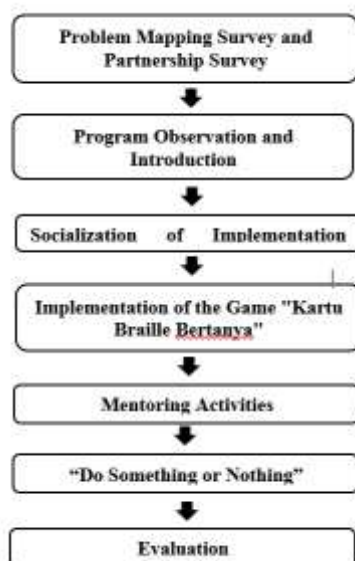 Problem Mapping Survey and
Partnership Survey
Program Observation and
Introduction
Socialization of Implementation
Implementation of the Game "Kartu
Braille Bertanya"
Mentoring Activities
“Do Something or Nothing”
Evaluation